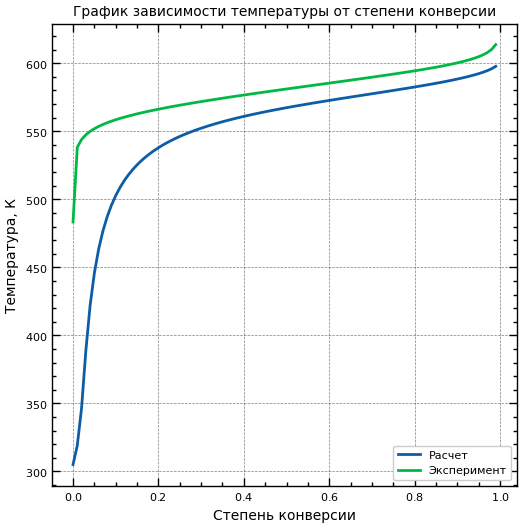 График зависимости температуры от степени конверсии
Температура, К
600
550
500
450
400
350
300
0.0
0.2
0.4
0.6
0.8
1.0
Расчет
Эксперимент
Степень конверсии